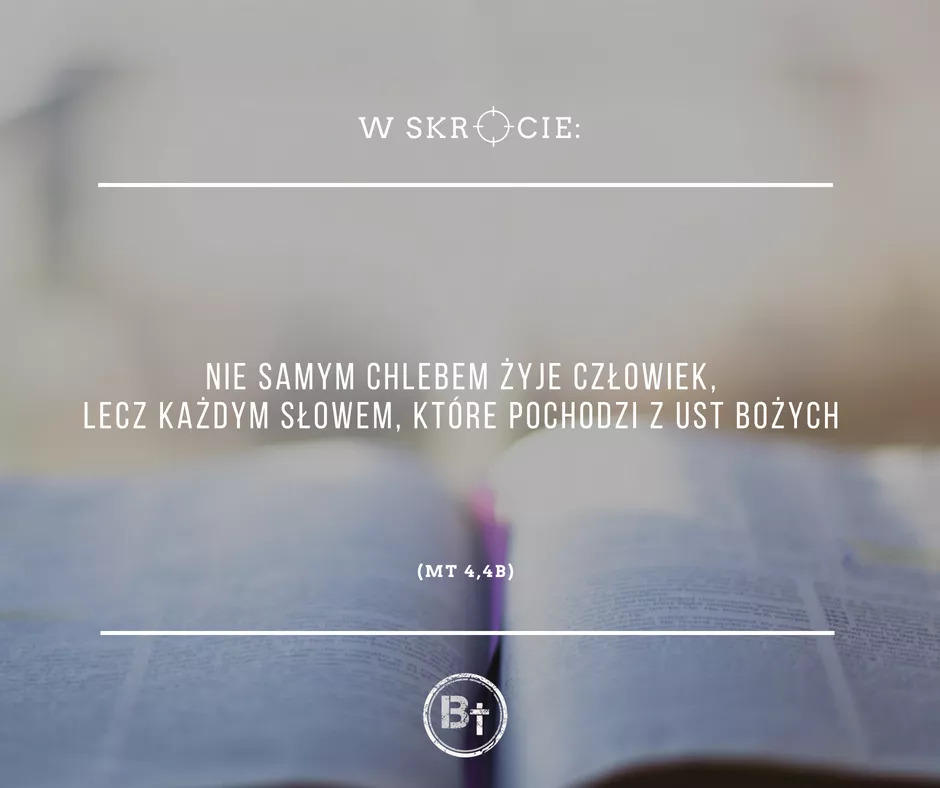 W SKRÓCIE:
NIE SAMYM CHLEBEM ŻYJE CZŁOWIEK,
LECZ KAŻDYM SŁOWEM, KTÓRE POCHODZI Z UST BOŻYCH
(MT 4,4B)
B†